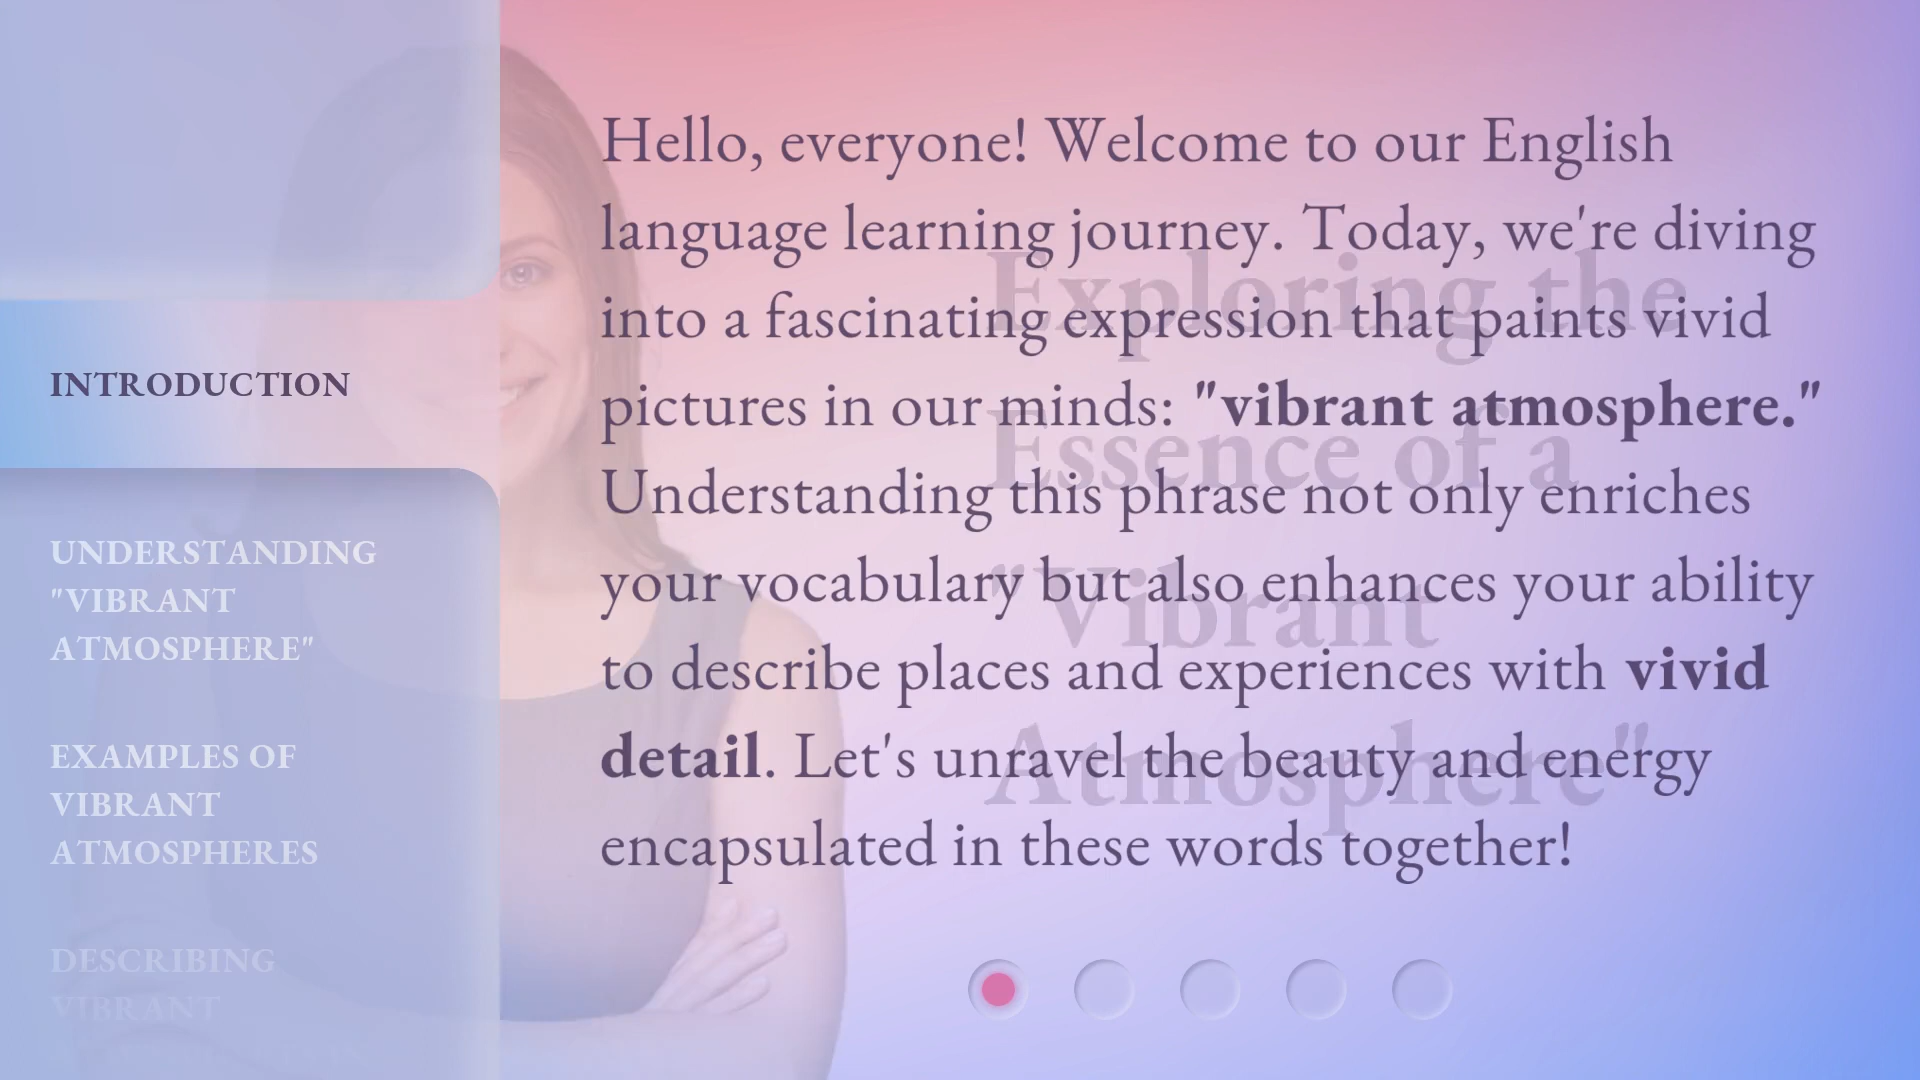 INTRODUCTION
UNDERSTANDING
"VIBRANT
ATMOSPHERE"
EXAMPLES OF
VIBRANT
ATMOSPHERES
DESCRIBING
VIBRANT
Hello, everyone! Welcome to our English
language learning journey. Today, we're diving
into a fascinating expression that paints vivid
pictures in our minds: "vibrant atmosphere."
Understanding this phrase not only enriches
your vocabulary but also enhances your ability
to describe places and experiences with vivid
detail. Let's unravel the beauty and energy
encapsulated in these words together!
Exploring the
Essence of a
"Vibrant
Atmosphere"